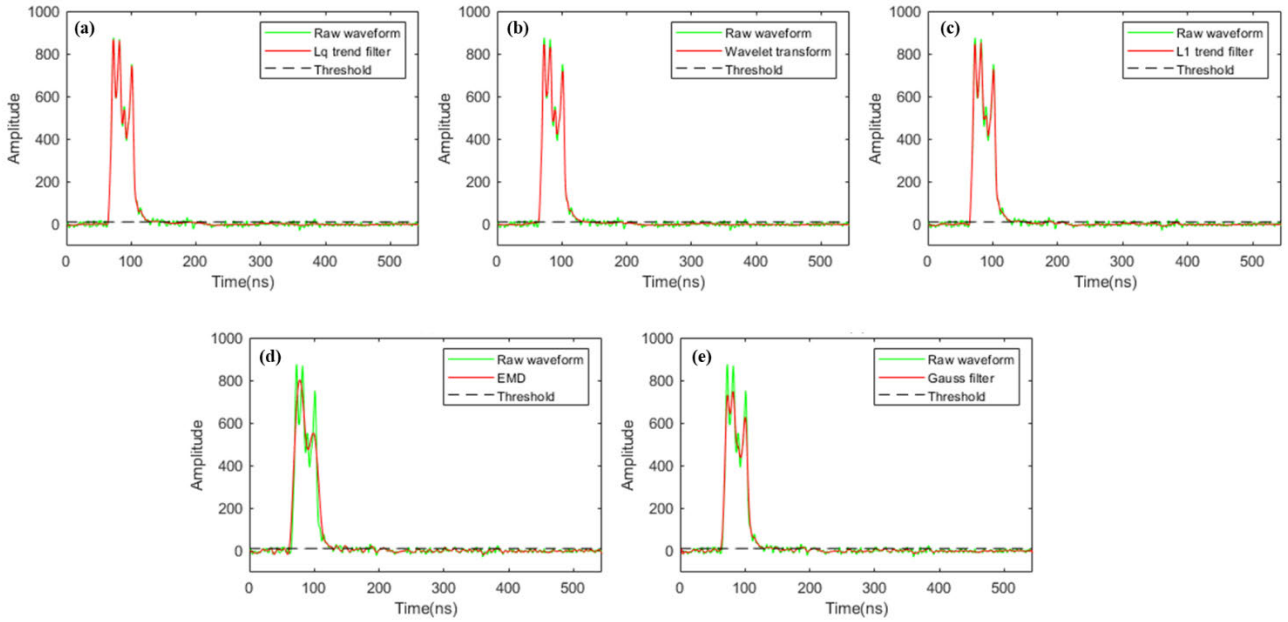 (a)
Raw waveform
Lq trend filter
Threshold
1000
800
600
400
200
0
Amplitude
0 100 200 300 400 500
Time(ns)
(b)
Raw waveform
Wavelet transform
Threshold
1000
800
600
400
200
0
Amplitude
0 100 200 300 400 500
Time(ns)
(c)
Raw waveform
L1 trend filter
Threshold
1000
800
600
400
200
0
Amplitude
0 100 200 300 400 500
Time(ns)
(d)
Raw waveform
EMD
Threshold
1000
800
600
400
200
0
Amplitude
0 100 200 300 400 500
Time(ns)
(e)
Raw waveform
Gauss filter
Threshold
1000
800
600
400
200
0
Amplitude
0 100 200 300 400 500
Time(ns)